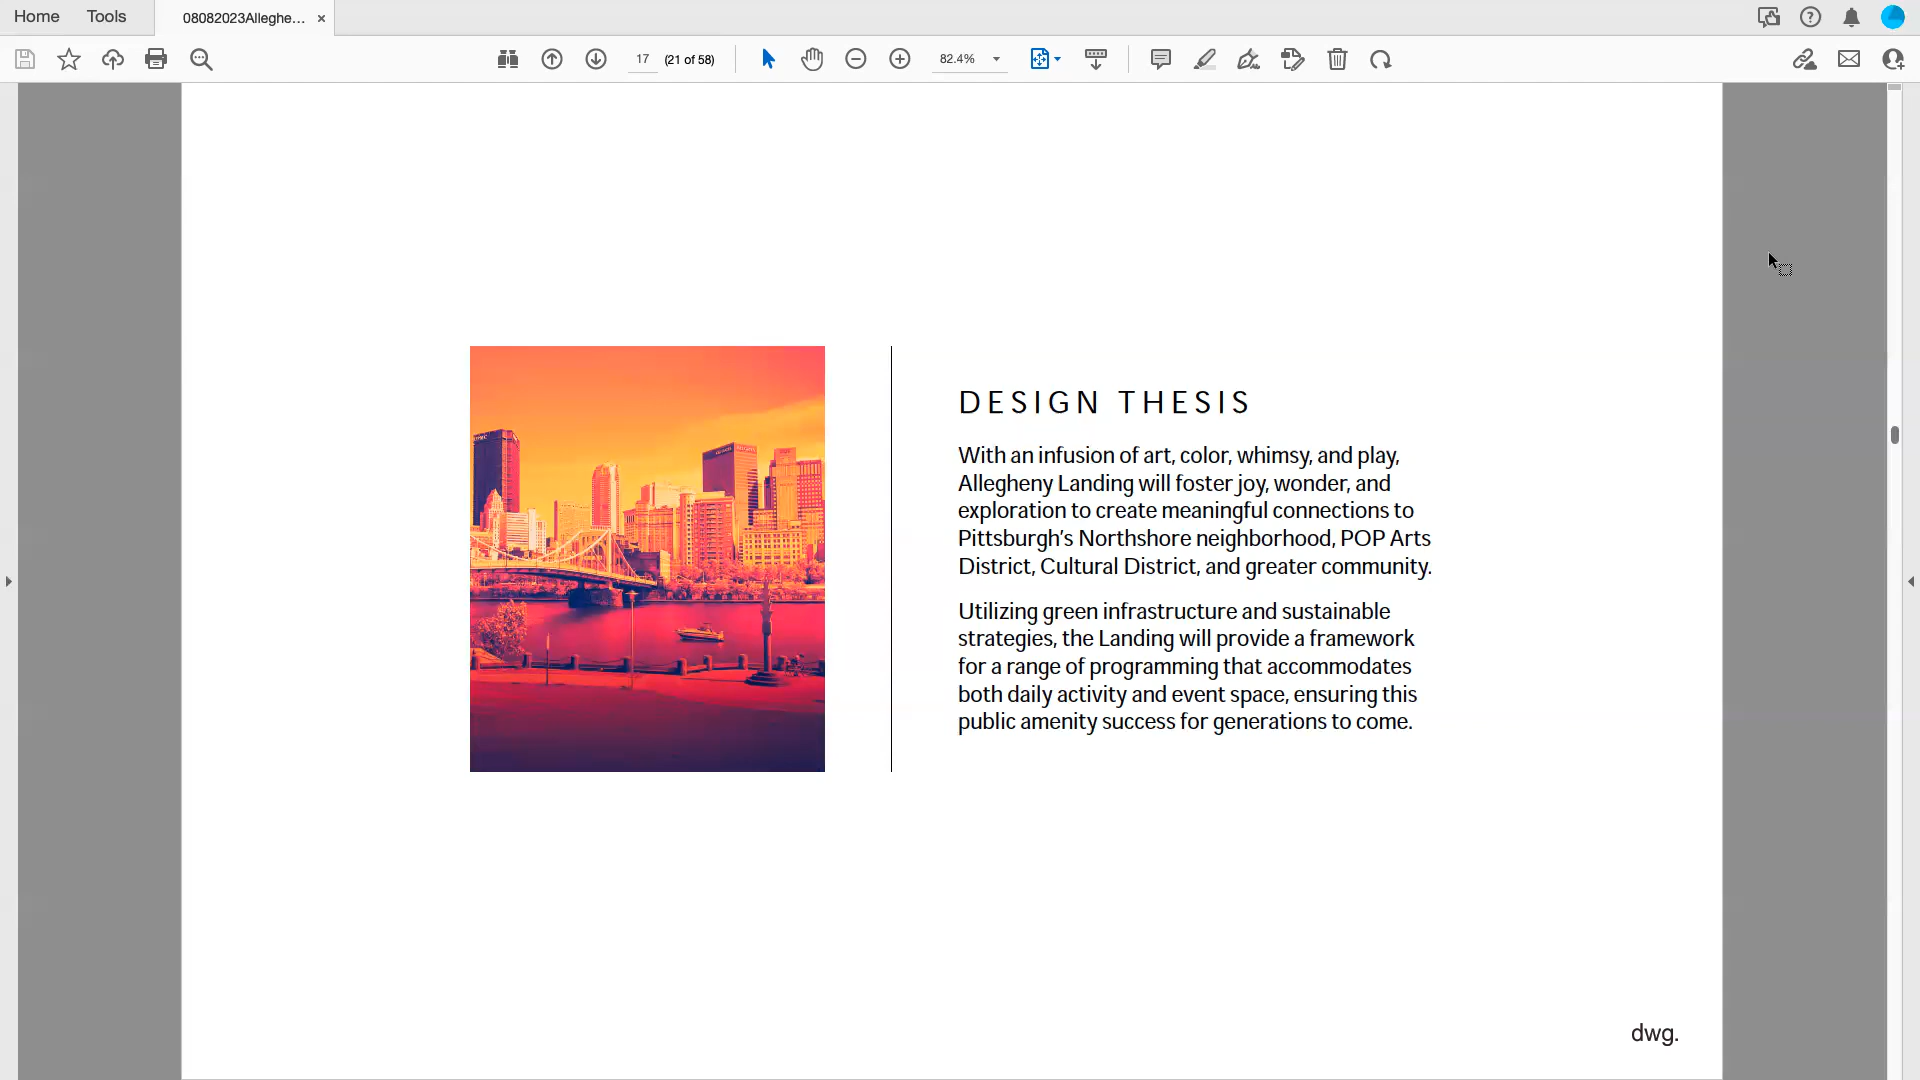 Home
Tools
08082023Alleghe...
17
(21 of 58)
82.4%
UPMC
DESIGN THESIS
With an infusion of art, color, whimsy, and play,
Allegheny Landing will foster joy, wonder, and
exploration to create meaningful connections to
Pittsburgh's Northshore neighborhood, POP Arts
District, Cultural District, and greater community.
Utilizing green infrastructure and sustainable
strategies, the Landing will provide a framework
for a range of programming that accommodates
both daily activity and event space, ensuring this
public amenity success for generations to come.
dwg.